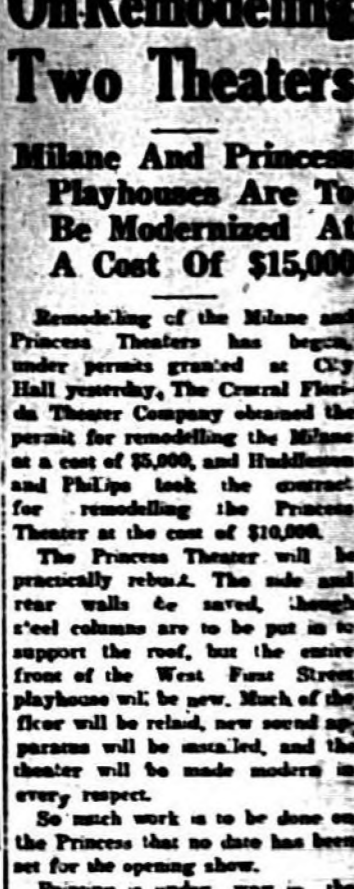 On Remodeling
Two Theaters
Milane And Princess
Playhouses Are To
Be Modernized At
A Cost Of $15,000
Remodeling of the Milane and
Princess Theaters has begun,
under permits granted at City
Hall yesterday, The Central Flori-
da Theater Company obtained the
permit for remodelling the Milane
at a cost of $5,000, and Huddleston
and Philips took the contract
for remodelling the Princess
Theater at the cost of $10,000.
The Princess Theater will be
practically rebuilt. The side and
rear walls be saved, though
steel columns are to be put in to
support the roof, but the entire
front of the West First Street
playhouse will be new. Much of the
floor will be relaid, new sound ap-
paratus will be installed, and the
theater will be made modern in
every respect.
So much work is to be done on
the Princess that no date has been
set for the opening show.